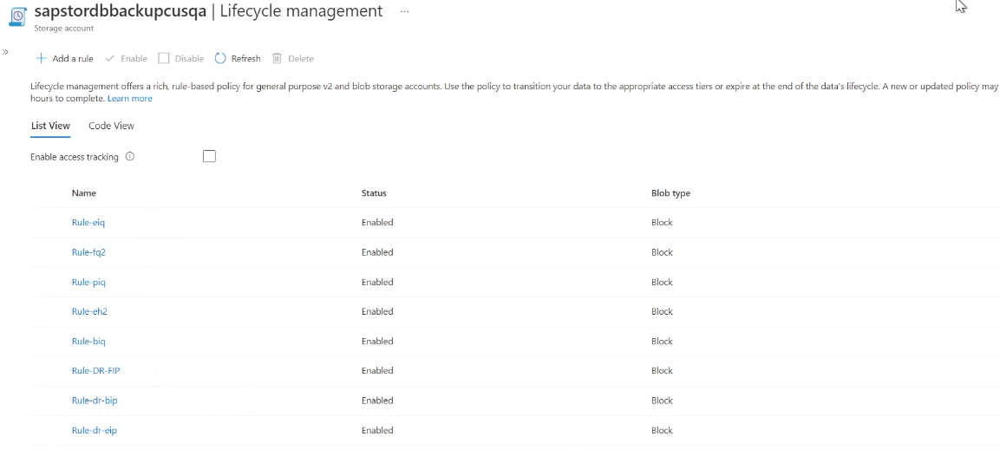 sapstordbbackupcusqa | Lifecycle management ...
Storage account
»
Add a rule Enable Disable Refresh Delete
Lifecycle management offers a rich, rule-based policy for general purpose v2 and blob storage accounts. Use the policy to transition your data to the appropriate access tiers or expire at the end of the data's lifecycle. A new or updated policy may
hours to complete. Learn more
List View Code View
Enable access tracking
Name Status Blob type
Rule-eiq Enabled Block
Rule-fq2 Enabled Block
Rule-piq Enabled Block
Rule-eh2 Enabled Block
Rule-biq Enabled Block
Rule-DR-FIP Enabled Block
Rule-dr-bip Enabled Block
Rule-dr-eip Enabled Block